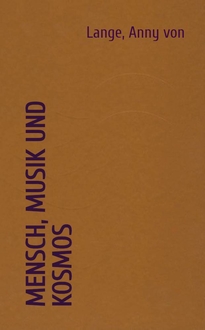 Lange, Anny von
MENSCH, MUSIK UND
KOSMOS